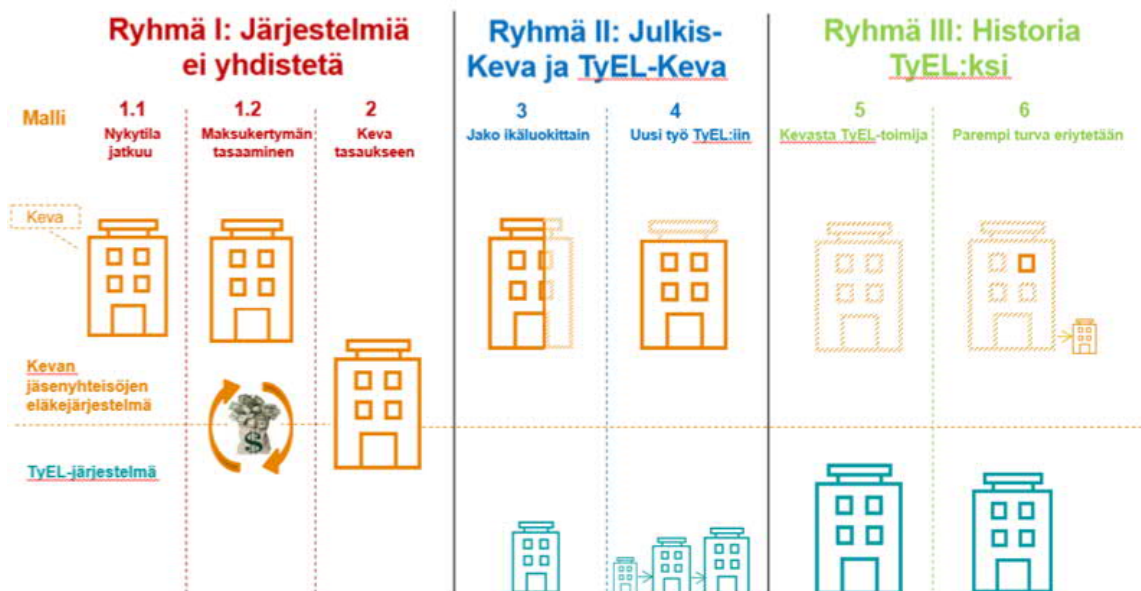 Ryhmä I: Järjestelmiä
ei yhdistetä
Ryhmä II: Julkis-
Keva ja TyEL-Keva
Ryhmä III: Historia
TyEL:ksi
Malli
1.1
Nykytila
jatkuu
1.2
Maksukertymän
tasaaminen
2
Keva
tasaukseen
3
Jako ikäluokittain
4
Uusi työ TyEL:iin
5
Kevasta TyEL-toimija
6
Parempi turva eriytetään
Keva
Kevan
jäsenyhteisöjen
eläkejärjestelmä
$
TyEL-järjestelmä